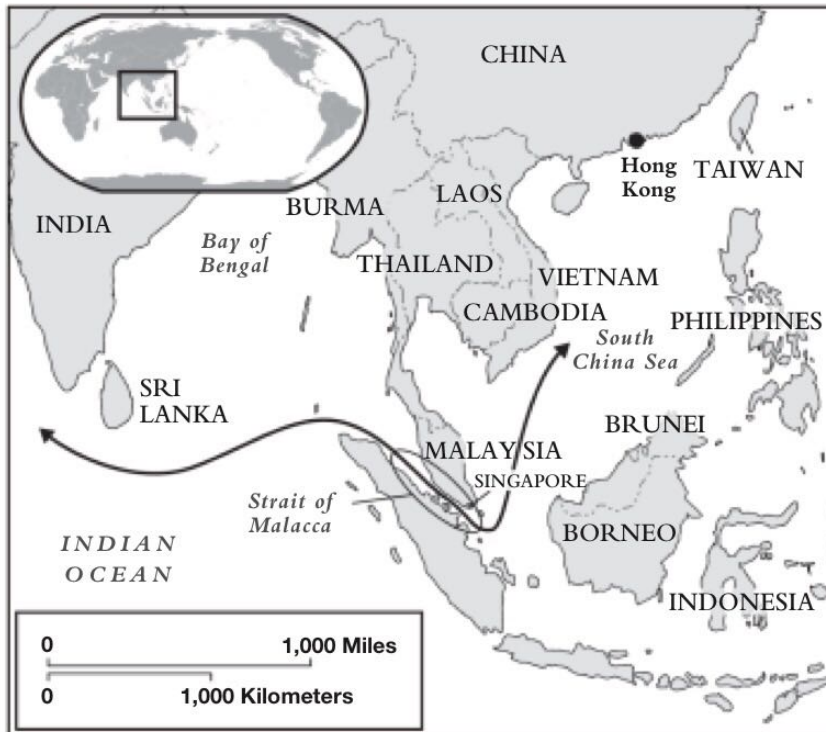 CHINA
Hong
Kong
TAIWAN
LAOS
BURMA
INDIA
Bay of
Bengal
THAILAND
VIETNAM
CAMBODIA
PHILIPPINES
South
China Sea
SRI
LANKA
BRUNEI
MALAYSIA
SINGAPORE
Strait of
Malacca
BORNEO
INDIAN
OCEAN
INDONESIA
0 1,000 Miles
0 1,000 Kilometers